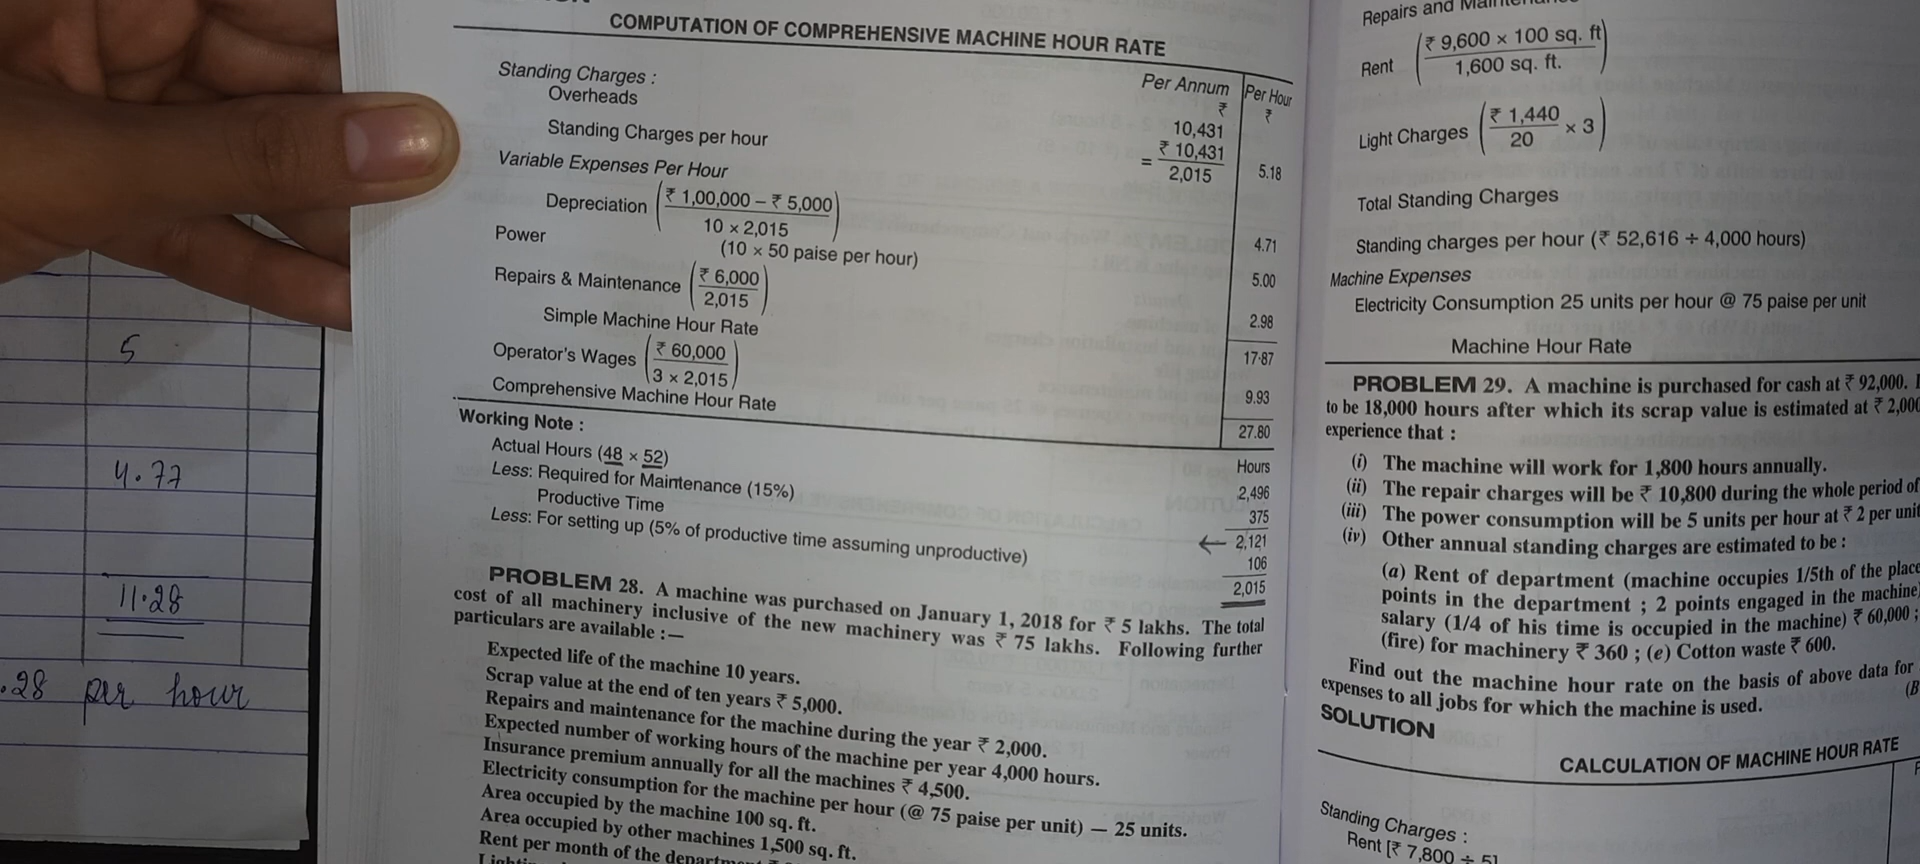 5
4.77
11.28
.28 per hour
COMPUTATION OF COMPREHENSIVE MACHINE HOUR RATE
Per Annum Per Hour
₹ ₹
Standing Charges :
Overheads 10,431
Standing Charges per hour = ₹ 10,431 / 2,015 5.18
Variable Expenses Per Hour
Depreciation (₹ 1,00,000 – ₹ 5,000 / 10 × 2,015) 4.71
Power (10 × 50 paise per hour) 5.00
Repairs & Maintenance (₹ 6,000 / 2,015) 2.98
Simple Machine Hour Rate 17·87
Operator's Wages (₹ 60,000 / 3 × 2,015) 9.93
Comprehensive Machine Hour Rate 27.80
Working Note :
Hours
Actual Hours (48 × 52) 2,496
Less: Required for Maintenance (15%) 375
Productive Time ← 2,121
Less: For setting up (5% of productive time assuming unproductive) 106
2,015
PROBLEM 28. A machine was purchased on January 1, 2018 for ₹ 5 lakhs. The total
cost of all machinery inclusive of the new machinery was ₹ 75 lakhs. Following further
particulars are available :—
Expected life of the machine 10 years.
Scrap value at the end of ten years ₹ 5,000.
Repairs and maintenance for the machine during the year ₹ 2,000.
Expected number of working hours of the machine per year 4,000 hours.
Insurance premium annually for all the machines ₹ 4,500.
Electricity consumption for the machine per hour (@ 75 paise per unit) — 25 units.
Area occupied by the machine 100 sq. ft.
Area occupied by other machines 1,500 sq. ft.
Rent per month of the
Repairs and
Rent (₹ 9,600 × 100 sq. ft / 1,600 sq. ft.)
Light Charges (₹ 1,440 / 20 × 3)
Total Standing Charges
Standing charges per hour (₹ 52,616 ÷ 4,000 hours)
Machine Expenses
Electricity Consumption 25 units per hour @ 75 paise per unit
Machine Hour Rate
PROBLEM 29. A machine is purchased for cash at ₹ 92,000.
to be 18,000 hours after which its scrap value is estimated at ₹ 2,000
experience that :
(i) The machine will work for 1,800 hours annually.
(ii) The repair charges will be ₹ 10,800 during the whole period of
(iii) The power consumption will be 5 units per hour at ₹ 2 per unit
(iv) Other annual standing charges are estimated to be :
(a) Rent of department (machine occupies 1/5th of the place
points in the department ; 2 points engaged in the machine)
salary (1/4 of his time is occupied in the machine) ₹ 60,000 ;
(fire) for machinery ₹ 360 ; (e) Cotton waste ₹ 600.
Find out the machine hour rate on the basis of above data for
expenses to all jobs for which the machine is used. (B
SOLUTION
CALCULATION OF MACHINE HOUR RATE
Standing Charges :
Rent [₹ 7,800 ÷ 5]